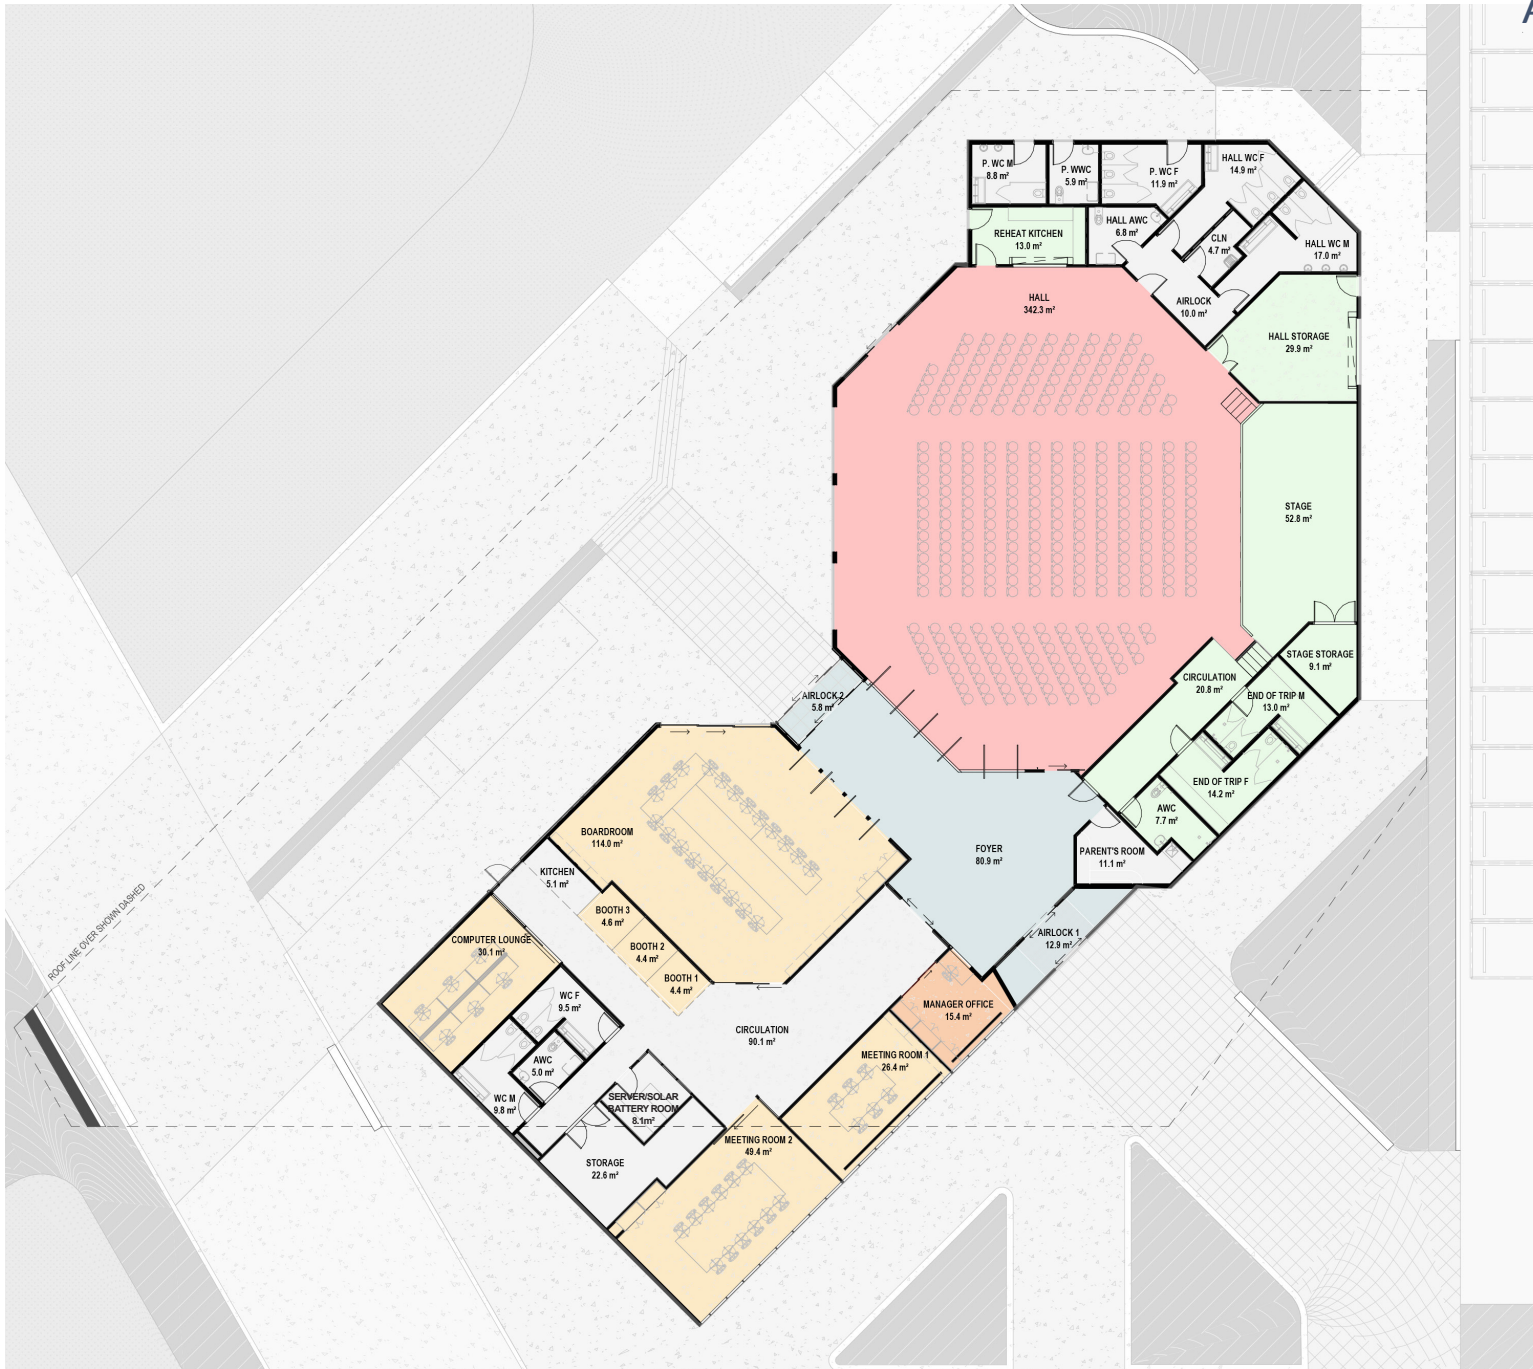 A
P. WC M
8.8 m²
P. WWC
5.9 m²
P. WC F
11.9 m²
HALL WC F
14.9 m²
HALL AWC
6.8 m²
REHEAT KITCHEN
13.0 m²
CLN
4.7 m²
HALL WC M
17.0 m²
HALL
342.3 m²
AIRLOCK
10.0 m²
HALL STORAGE
29.9 m²
STAGE
52.8 m²
STAGE STORAGE
9.1 m²
CIRCULATION
20.8 m²
END OF TRIP M
13.0 m²
AIRLOCK 2
5.8 m²
END OF TRIP F
14.2 m²
AWC
7.7 m²
BOARDROOM
114.0 m²
FOYER
80.9 m²
PARENT'S ROOM
11.1 m²
KITCHEN
5.1 m²
ROOF LINE OVER SHOWN DASHED
BOOTH 3
4.6 m²
BOOTH 2
4.4 m²
BOOTH 1
4.4 m²
AIRLOCK 1
12.9 m²
COMPUTER LOUNGE
30.1 m²
WC F
9.5 m²
MANAGER OFFICE
15.4 m²
CIRCULATION
90.1 m²
AWC
5.0 m²
MEETING ROOM 1
26.4 m²
WC M
9.8 m²
SERVER/SOLAR
BATTERY ROOM
8.1m²
MEETING ROOM 2
49.4 m²
STORAGE
22.6 m²